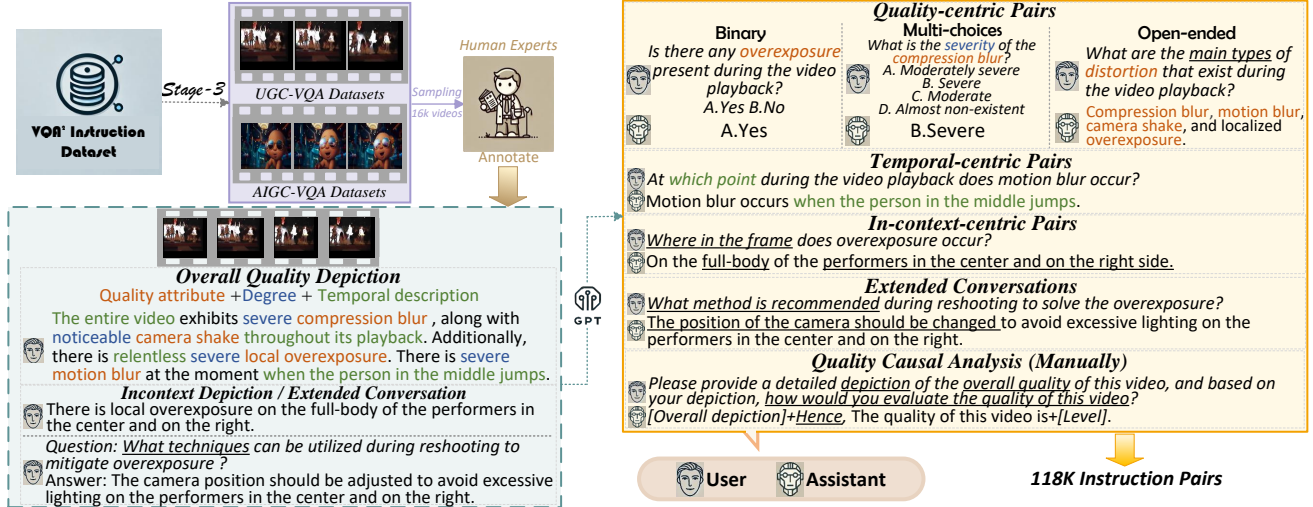 VQA² Instruction
Dataset
Stage-3
UGC-VQA Datasets
AIGC-VQA Datasets
Sampling
16k videos
Human Experts
Annotate
Overall Quality Depiction
Quality attribute +Degree + Temporal description
The entire video exhibits severe compression blur , along with
noticeable camera shake throughout its playback. Additionally,
there is relentless severe local overexposure. There is severe
motion blur at the moment when the person in the middle jumps.
Incontext Depiction / Extended Conversation
There is local overexposure on the full-body of the performers in
the center and on the right.
Question: What techniques can be utilized during reshooting to
mitigate overexposure ?
Answer: The camera position should be adjusted to avoid excessive
lighting on the performers in the center and on the right.
GPT
Quality-centric Pairs
Binary
Is there any overexposure
present during the video
playback?
A.Yes B.No
A.Yes
Multi-choices
What is the severity of the
compression blur?
A. Moderately severe
B. Severe
C. Moderate
D. Almost non-existent
B.Severe
Open-ended
What are the main types of
distortion that exist during
the video playback?
Compression blur, motion blur,
camera shake, and localized
overexposure.
Temporal-centric Pairs
At which point during the video playback does motion blur occur?
Motion blur occurs when the person in the middle jumps.
In-context-centric Pairs
Where in the frame does overexposure occur?
On the full-body of the performers in the center and on the right side.
Extended Conversations
What method is recommended during reshooting to solve the overexposure?
The position of the camera should be changed to avoid excessive lighting on the
performers in the center and on the right.
Quality Causal Analysis (Manually)
Please provide a detailed depiction of the overall quality of this video, and based on
your depiction, how would you evaluate the quality of this video?
[Overall depiction]+Hence, The quality of this video is+[Level].
User
Assistant
118K Instruction Pairs